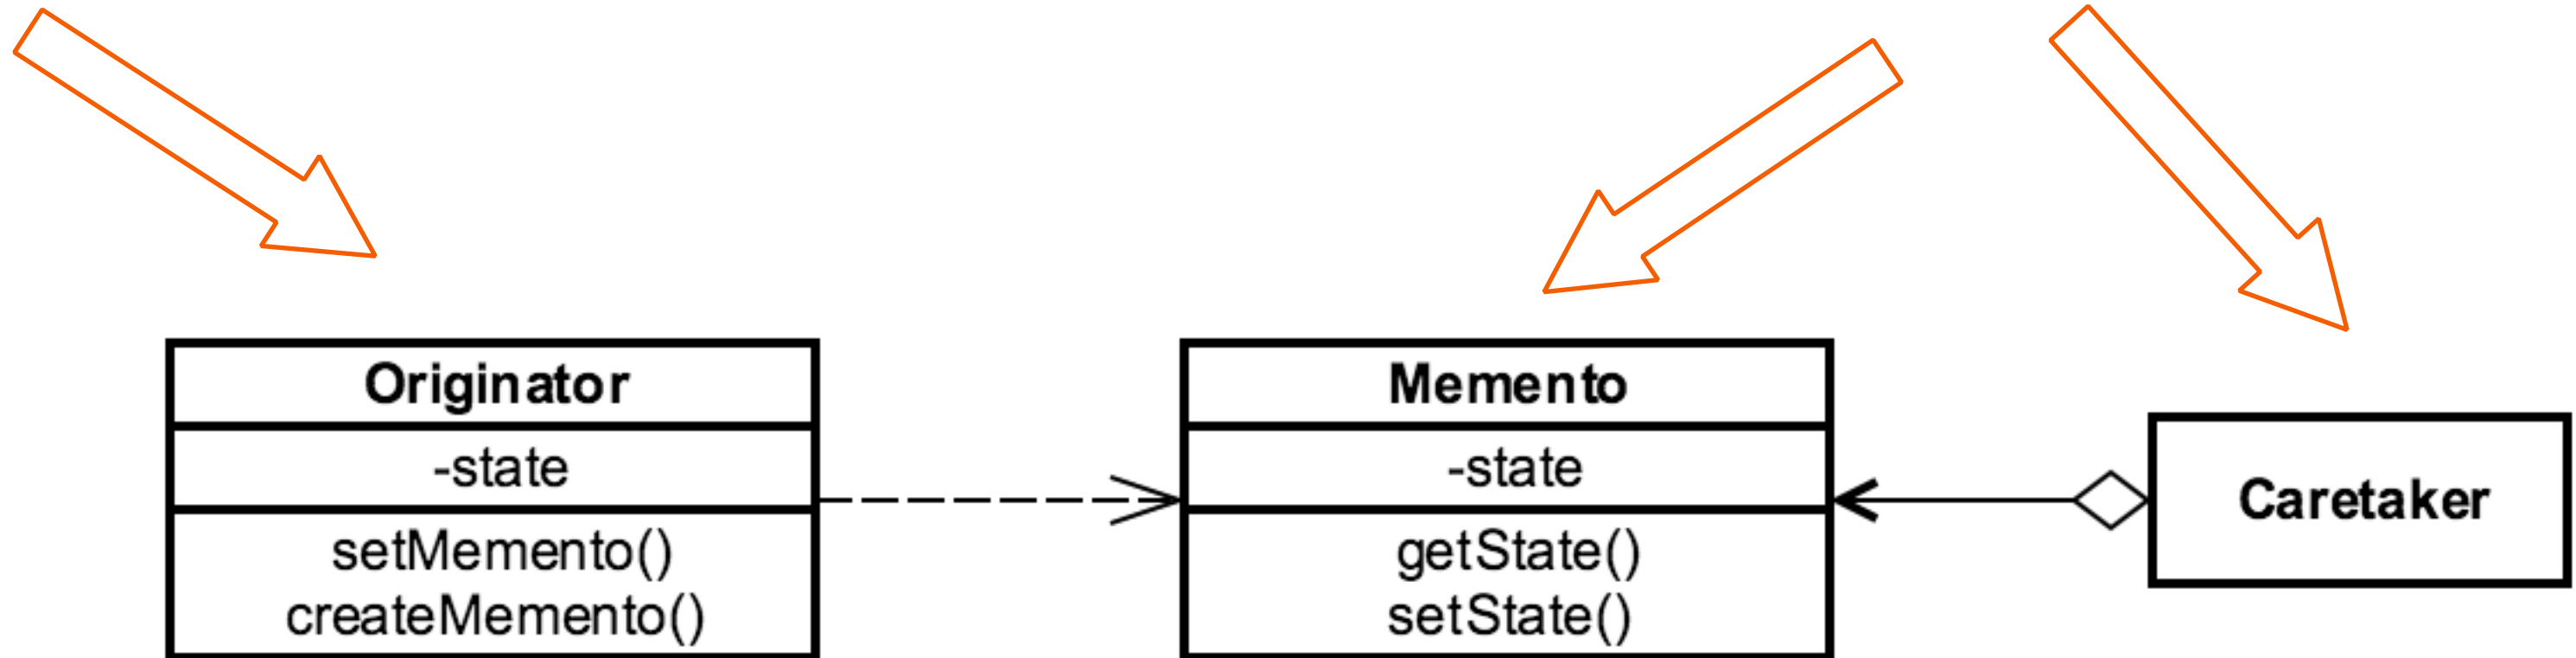 Originator
-state
setMemento()
createMemento()
Memento
-state
getState()
setState()
Caretaker